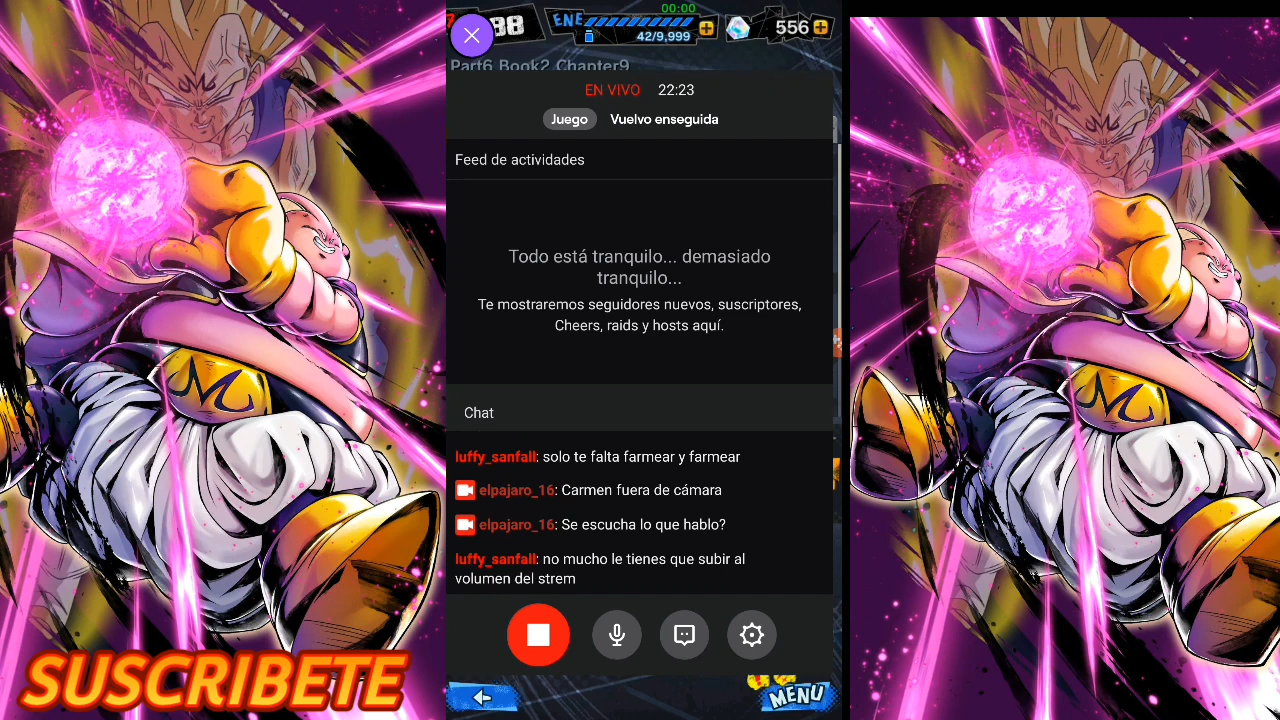 88
ENE
00:00
42/9,999
556
Part6 Book2 Chapter9
EN VIVO 22:23
Juego Vuelvo enseguida
Feed de actividades
Todo está tranquilo... demasiado
tranquilo...
Te mostraremos seguidores nuevos, suscriptores,
Cheers, raids y hosts aquí.
Chat
luffy_sanfall: solo te falta farmear y farmear
elpajaro_16: Carmen fuera de cámara
elpajaro_16: Se escucha lo que hablo?
luffy_sanfall: no mucho le tienes que subir al
volumen del strem
MENU
SUSCRIBETE